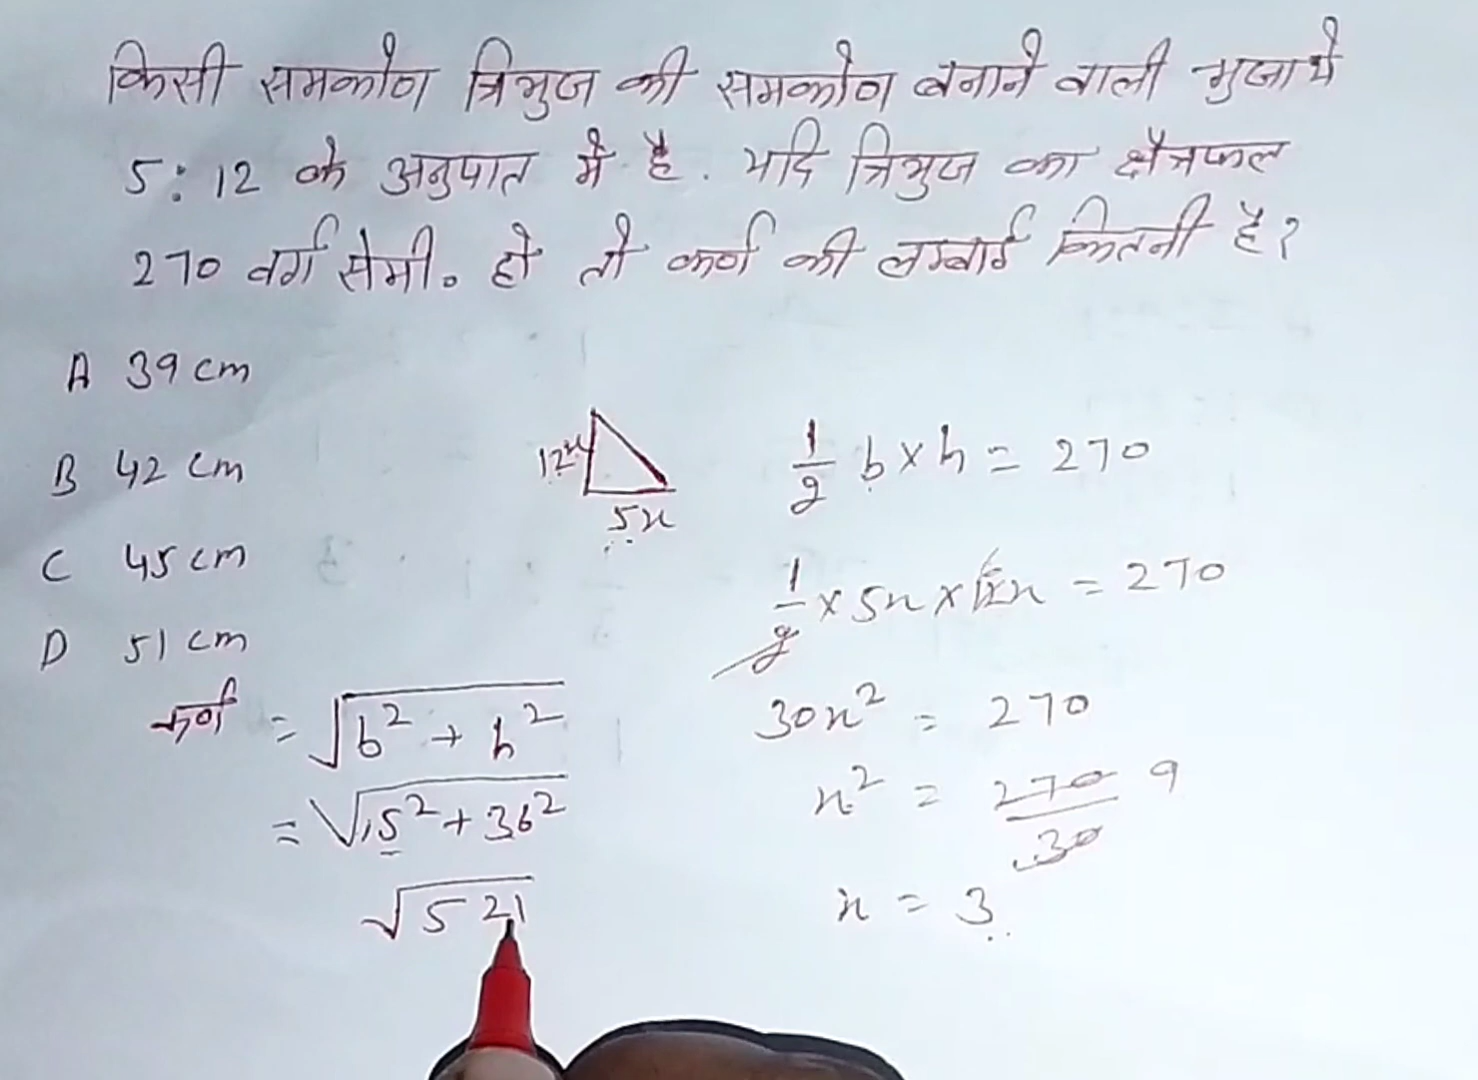 किसी समकोण त्रिभुज की समकोण बनाने वाली भुजाये
5:12 के अनुपात मे है. यदि त्रिभुज का क्षैत्रफल
270 वर्ग सेमी. हो तो कर्ण की लम्बाई कितनी है?
A 39 cm
B 42 cm
C 45 cm
D 51 cm
12x
5x
1/2 b × h = 270
1/2 × 5x × 12x = 270
6
30x² = 270
x² = 270/30 9
x = 3
कर्ण = √b² + h²
= √15² + 36²
√521